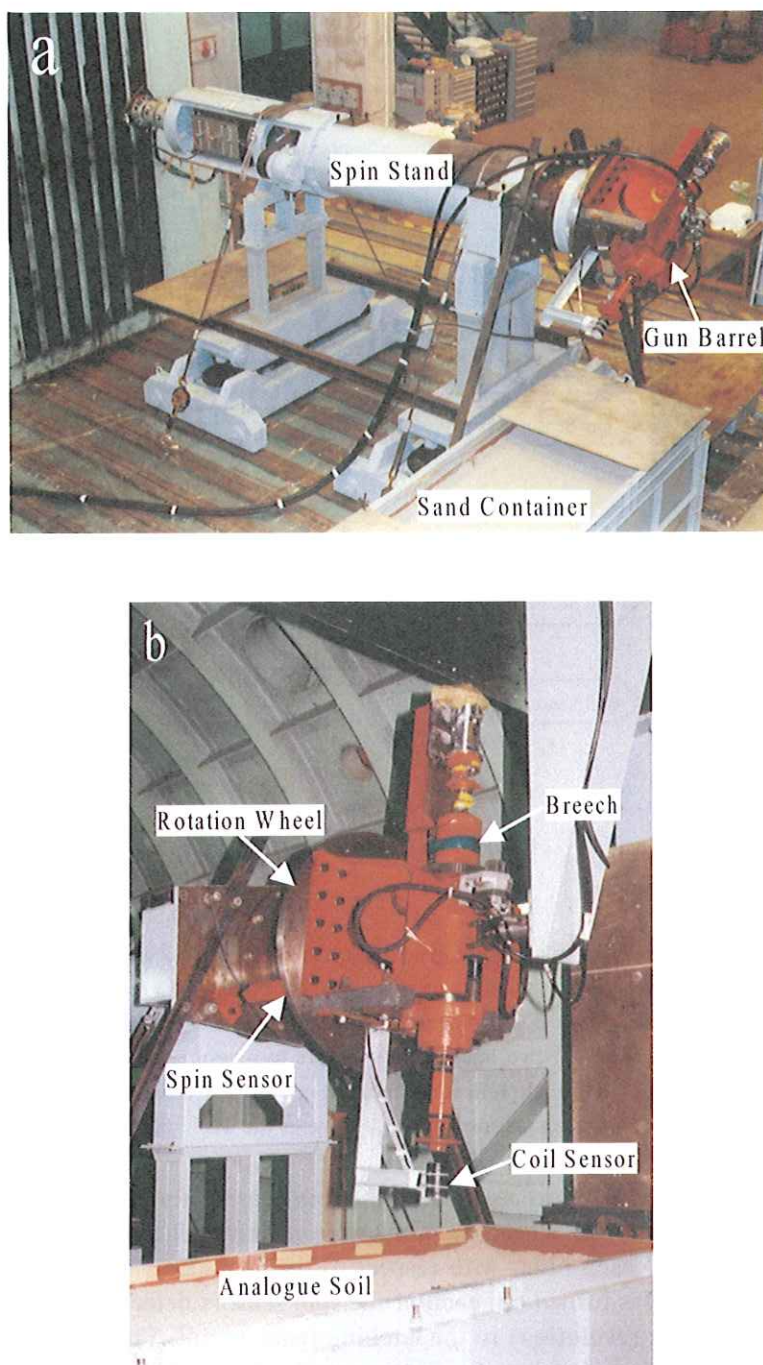 a
Spin Stand
Gun Barrel
Sand Container
b
Breech
Rotation Wheel
Spin Sensor
Coil Sensor
Analogue Soil